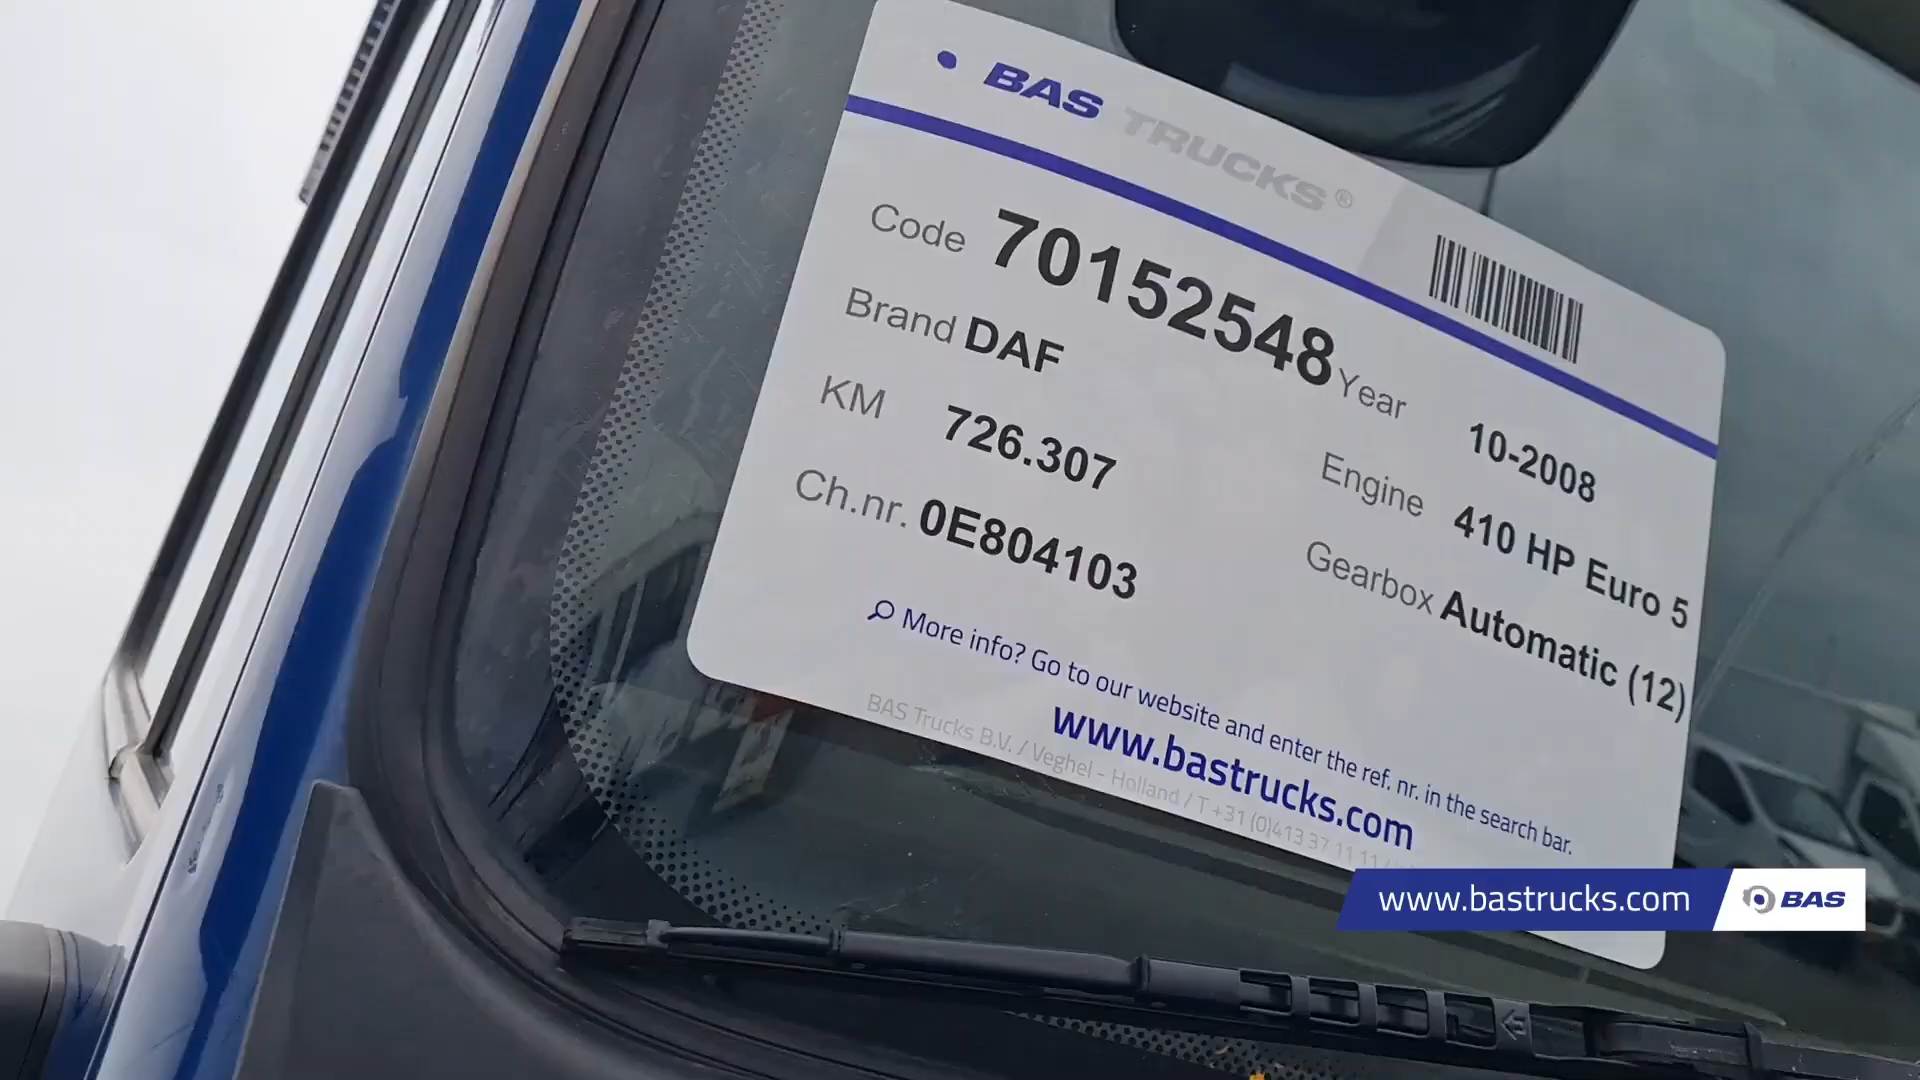 BAS TRUCKS®
Code 70152548
Brand DAF
Year 10-2008
KM 726.307
Engine 410 HP Euro 5
Ch.nr. 0E804103
Gearbox Automatic (12)
More info? Go to our website and enter the ref. nr. in the search bar.
www.bastrucks.com
BAS Trucks B.V. / Veghel - Holland / T +31 (0)413 37 11 11 /
www.bastrucks.com BAS